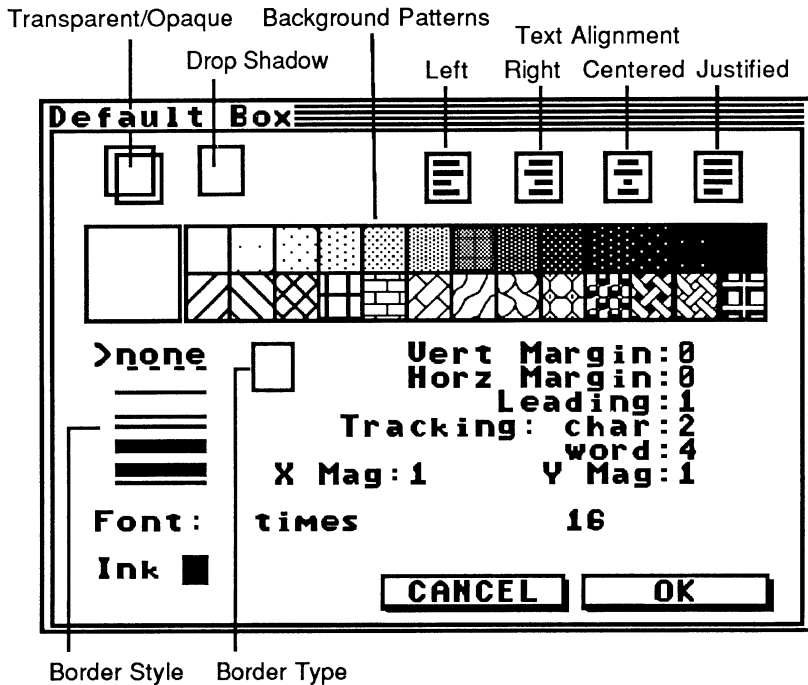 Transparent/Opaque
Background Patterns
Drop Shadow
Text Alignment
Left Right Centered Justified
Default Box
>none
Vert Margin:0
Horz Margin:0
Leading:1
Tracking: char:2
word:4
X Mag:1 Y Mag:1
Font: times 16
Ink
CANCEL OK
Border Style Border Type